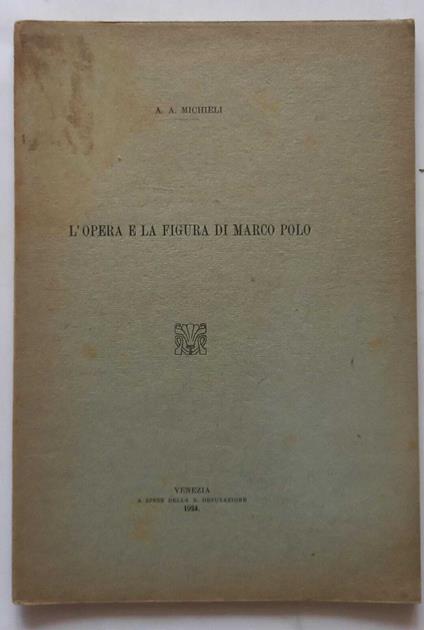 A. A. MICHIELI
L'OPERA E LA FIGURA DI MARCO POLO
VENEZIA
A SPESE DELLA R. DEPUTAZIONE
1924.